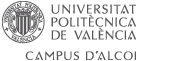 UNIVERSITAT
POLITÈCNICA
DE VALÈNCIA
CAMPUS D'ALCOI